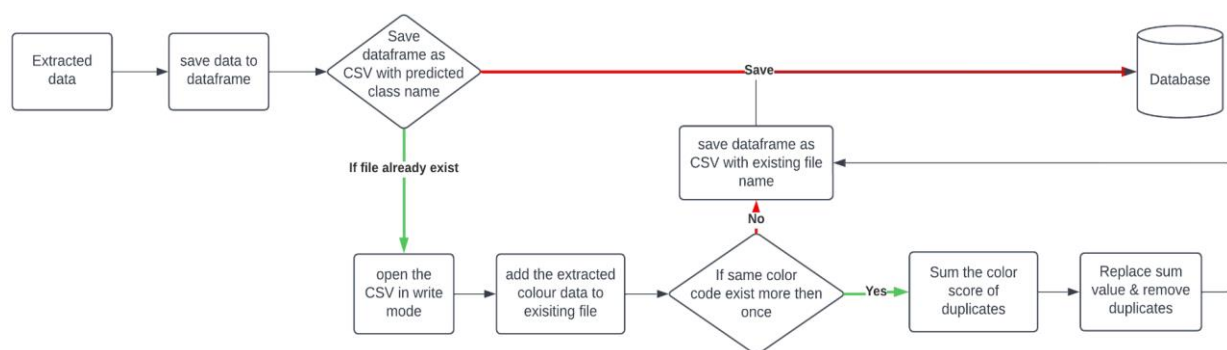 Extracted
data
save data to
dataframe
Save
dataframe as
CSV with predicted
class name
Save
Database
If file already exist
save dataframe as
CSV with existing file
name
No
open the
CSV in write
mode
add the extracted
colour data to
exisiting file
If same color
code exist more then
once
Yes
Sum the color
score of
duplicates
Replace sum
value & remove
duplicates